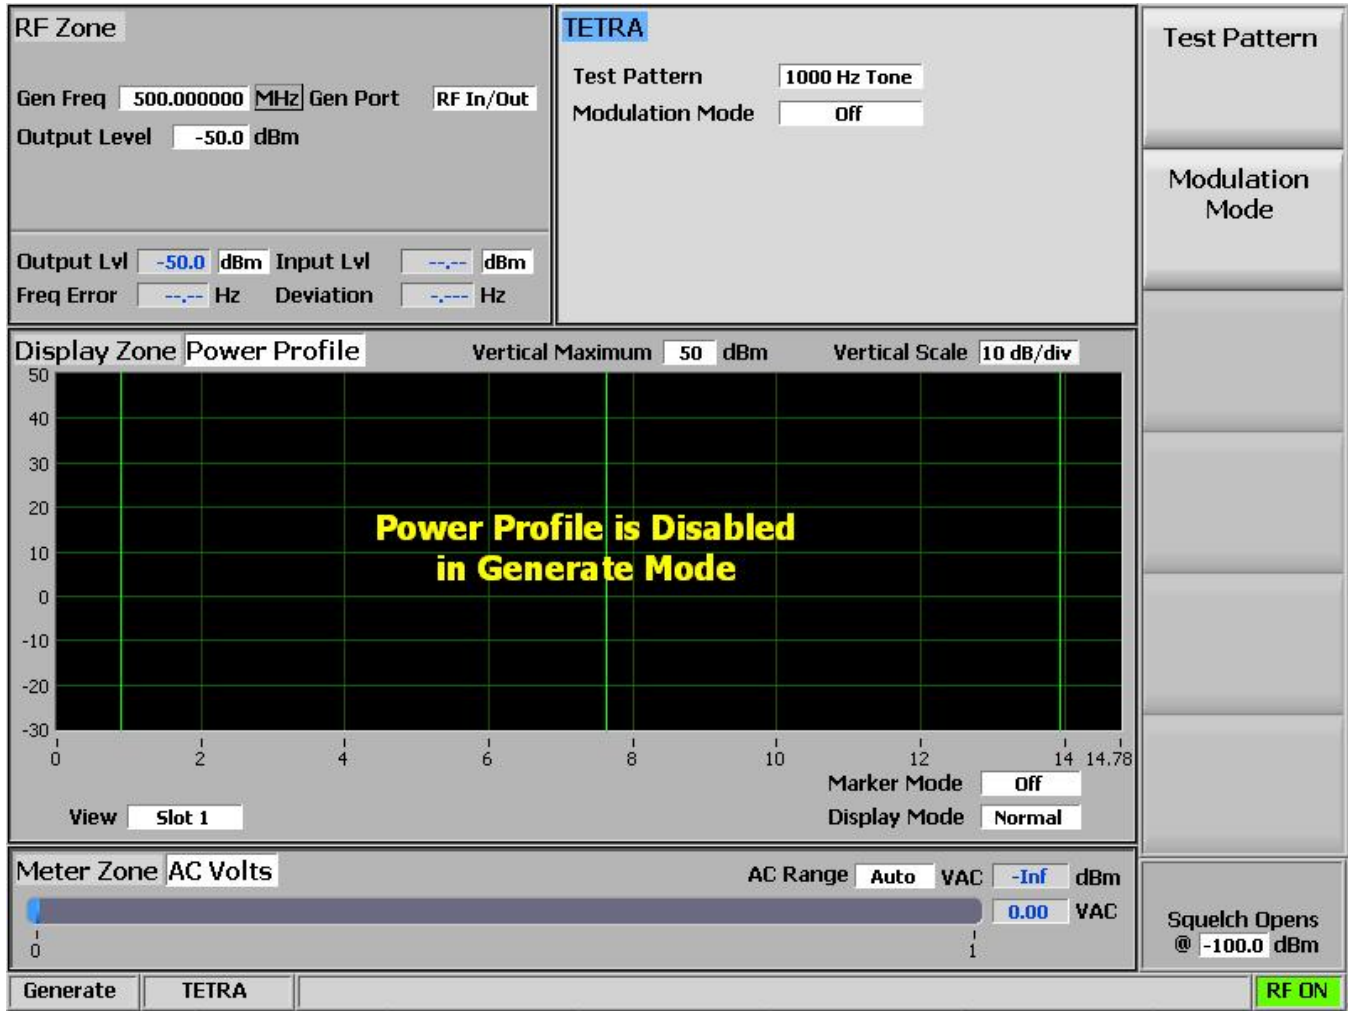 RF Zone
Gen Freq 500.000000 MHz Gen Port RF In/Out
Output Level -50.0 dBm
Output Lvl -50.0 dBm Input Lvl --.-- dBm
Freq Error --.-- Hz Deviation -.--- Hz
TETRA
Test Pattern 1000 Hz Tone
Modulation Mode Off
Test Pattern
Modulation
Mode
Display Zone Power Profile Vertical Maximum 50 dBm Vertical Scale 10 dB/div
50
40
30
20
10
0
-10
-20
-30
Power Profile is Disabled
in Generate Mode
0 2 4 6 8 10 12 14 14.78
Marker Mode Off
View Slot 1 Display Mode Normal
Meter Zone AC Volts AC Range Auto VAC -Inf dBm
0.00 VAC
0 1
Squelch Opens
@ -100.0 dBm
Generate TETRA RF ON